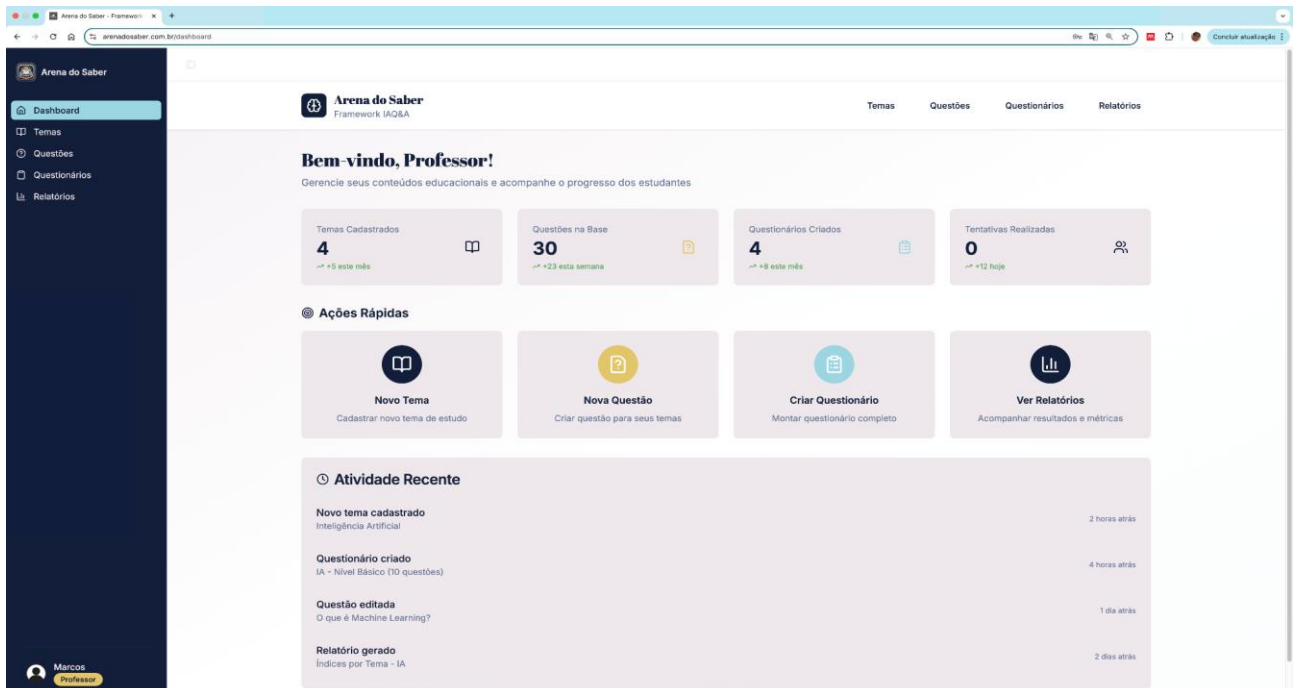 Arena do Saber - Framework
arenadosaber.com.br/dashboard
Concluir atualização
Arena do Saber
Dashboard
Temas
Questões
Questionários
Relatórios
Marcos
Professor
Arena do Saber
Framework IAQ&A
Temas
Questões
Questionários
Relatórios
Bem-vindo, Professor!
Gerencie seus conteúdos educacionais e acompanhe o progresso dos estudantes
Temas Cadastrados
4
+5 este mês
Questões na Base
30
+23 esta semana
Questionários Criados
4
+8 este mês
Tentativas Realizadas
0
+12 hoje
Ações Rápidas
Novo Tema
Cadastrar novo tema de estudo
Nova Questão
Criar questão para seus temas
Criar Questionário
Montar questionário completo
Ver Relatórios
Acompanhar resultados e métricas
Atividade Recente
Novo tema cadastrado
Inteligência Artificial
2 horas atrás
Questionário criado
IA - Nível Básico (10 questões)
4 horas atrás
Questão editada
O que é Machine Learning?
1 dia atrás
Relatório gerado
Índices por Tema - IA
2 dias atrás